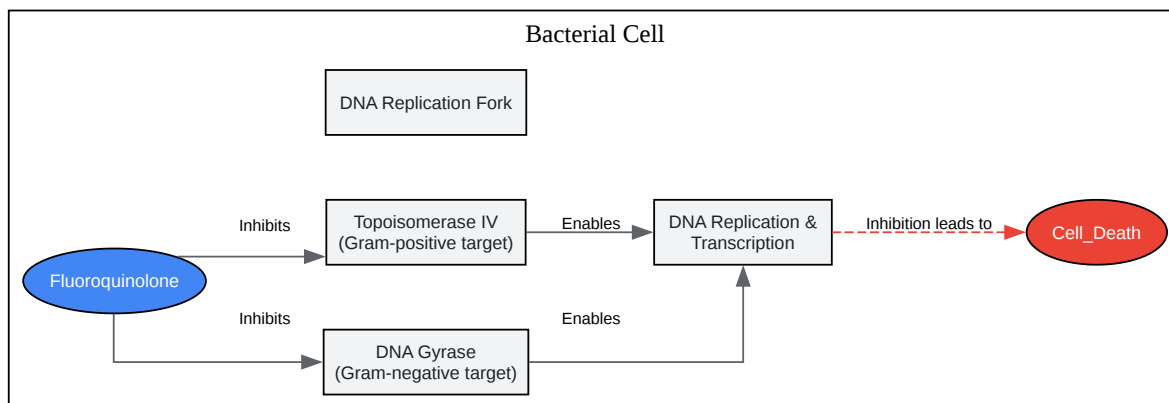 Bacterial Cell
DNA Replication Fork
Inhibits
Topoisomerase IV
(Gram-positive target)
Enables
DNA Replication &
Transcription
Inhibition leads to
Cell_Death
Fluoroquinolone
Inhibits
DNA Gyrase
(Gram-negative target)
Enables